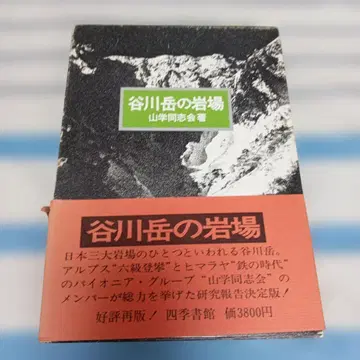 谷川岳の岩場
山学同志会著
谷川岳の岩場
日本三大岩場のひとつといわれる谷川岳。
アルプス“六級登攀”とヒマラヤ“鉄の時代”
のパイオニア・グループ“山学同志会”の
メンバーが総力を挙げた研究報告決定版！
好評再版！ 四季書館 価3800円